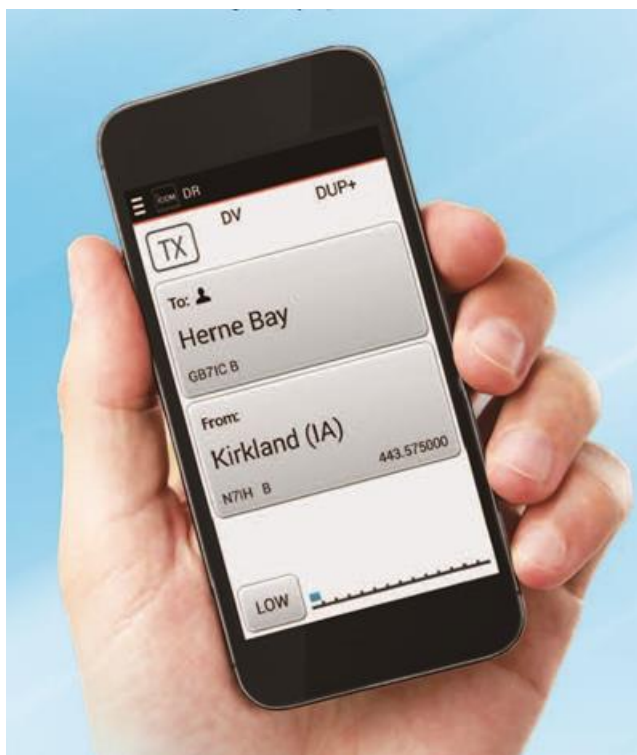 ICOM DR
DV DUP+
TX
To:
Herne Bay
GB7IC B
From:
Kirkland (IA)
N7IH B 443.575000
LOW